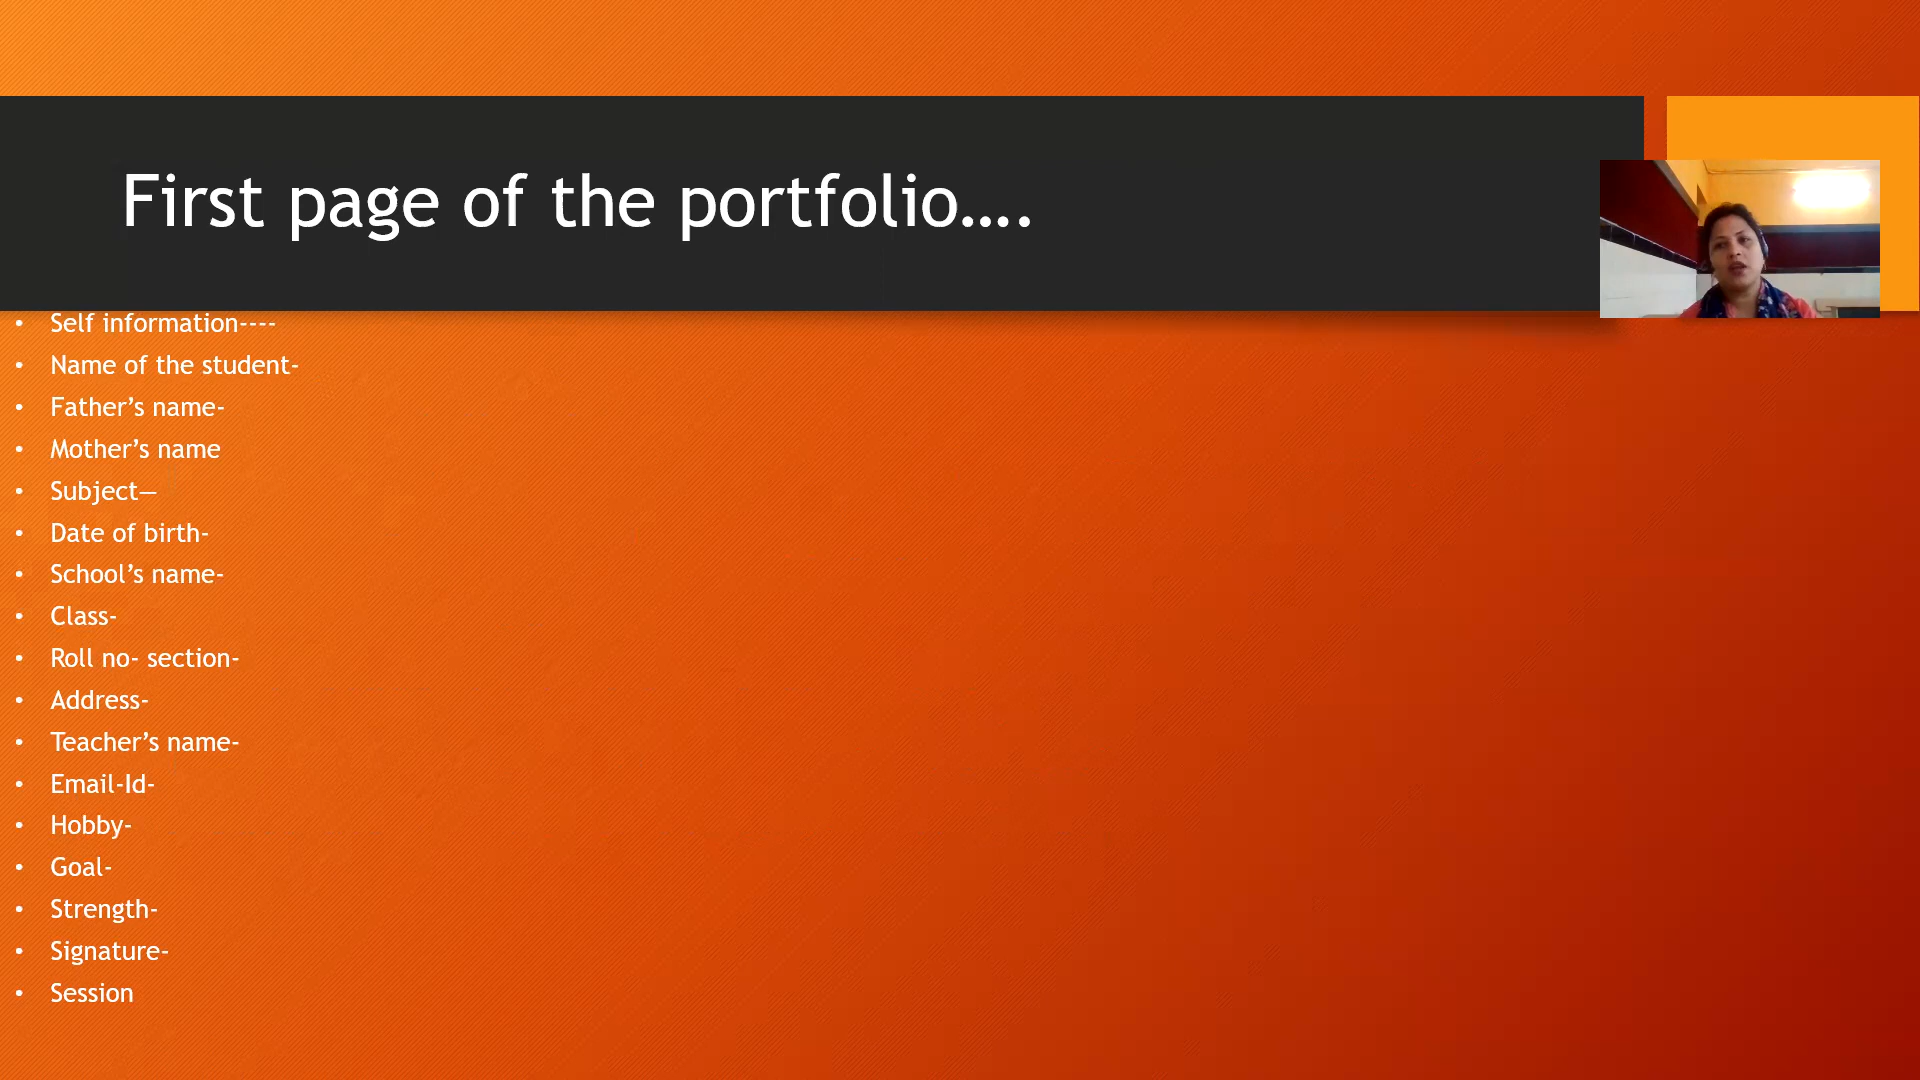 First page of the portfolio....
• Self information----
• Name of the student-
• Father’s name-
• Mother’s name
• Subject—
• Date of birth-
• School’s name-
• Class-
• Roll no- section-
• Address-
• Teacher’s name-
• Email-Id-
• Hobby-
• Goal-
• Strength-
• Signature-
• Session